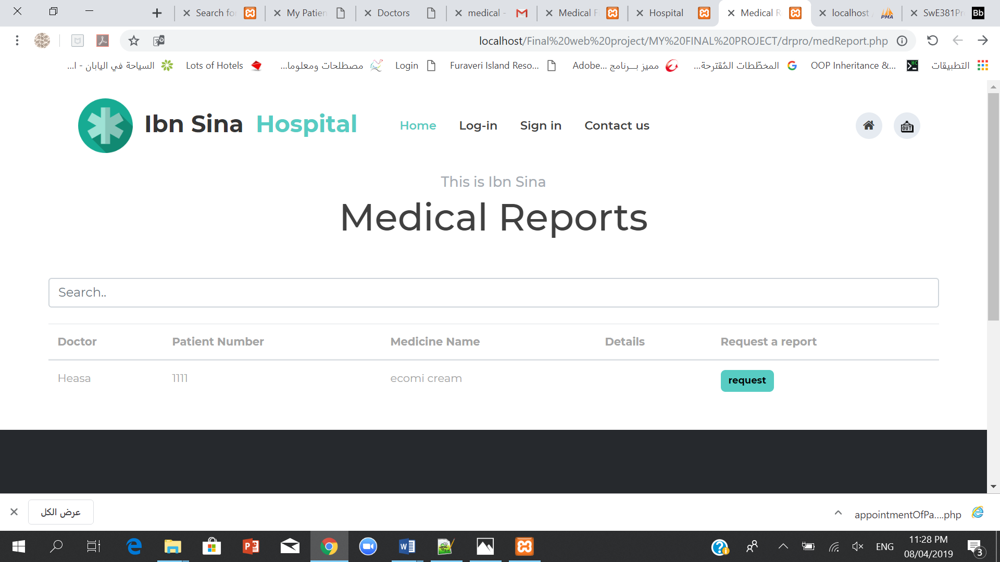 Search fo
My Patien
Doctors
medical -
Medical F
Hospital
Medical R
localhost /
PMA
SwE381Pr
Bb
localhost/Final%20web%20project/MY%20FINAL%20PROJECT/drpro/medReport.php
السياحة في اليابان - ا...
Lots of Hotels
مصطلحات ومعلوما...
Login
Furaveri Island Reso...
مميز بـــرنامج ...Adobe
المخطّطات المُقترحة...
OOP Inheritance &...
التطبيقات
Ibn Sina Hospital
Home
Log-in
Sign in
Contact us
OUT
This is Ibn Sina
Medical Reports
Search..
Doctor Patient Number Medicine Name Details Request a report
Heasa 1111 ecomi cream request
عرض الكل
appointmentOfPa....php
ENG
11:28 PM
08/04/2019
3